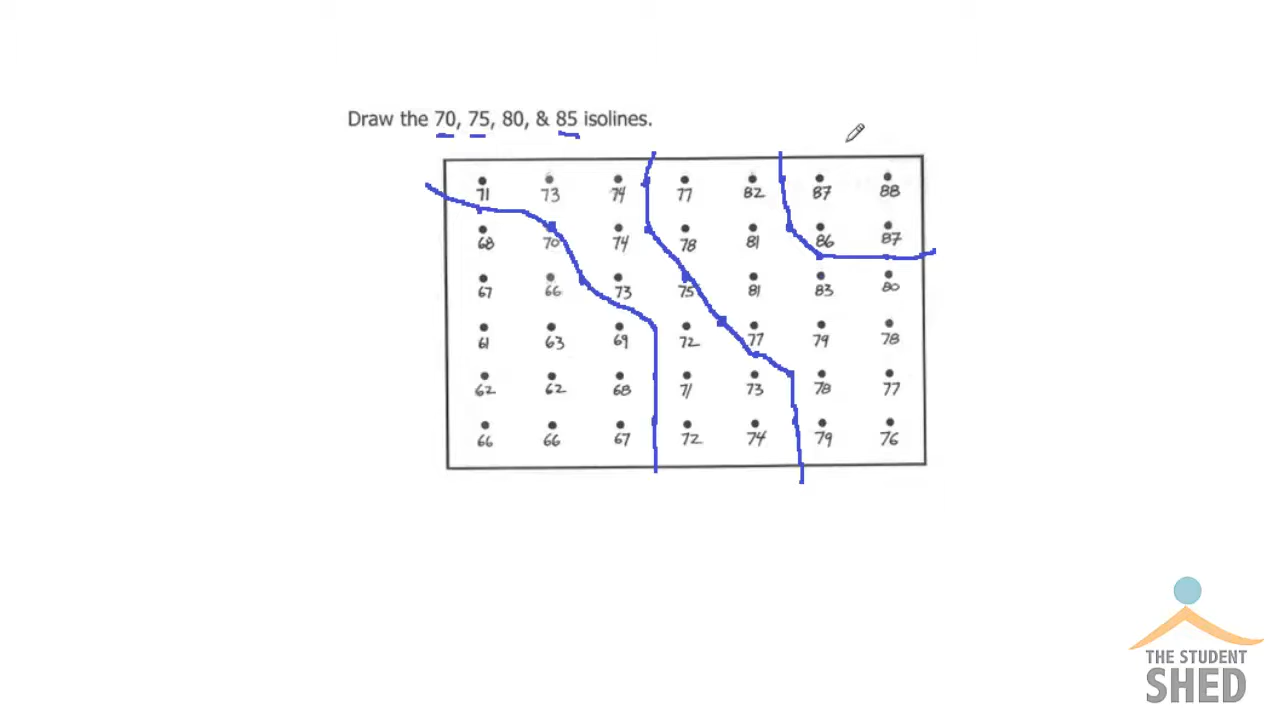 Draw the 70, 75, 80, & 85 isolines.
71 73 74 77 82 87 88
68 70 74 78 81 86 87
67 66 73 75 81 83 80
61 63 69 72 77 79 78
62 62 68 71 73 78 77
66 66 67 72 74 79 76
THE STUDENT
SHED